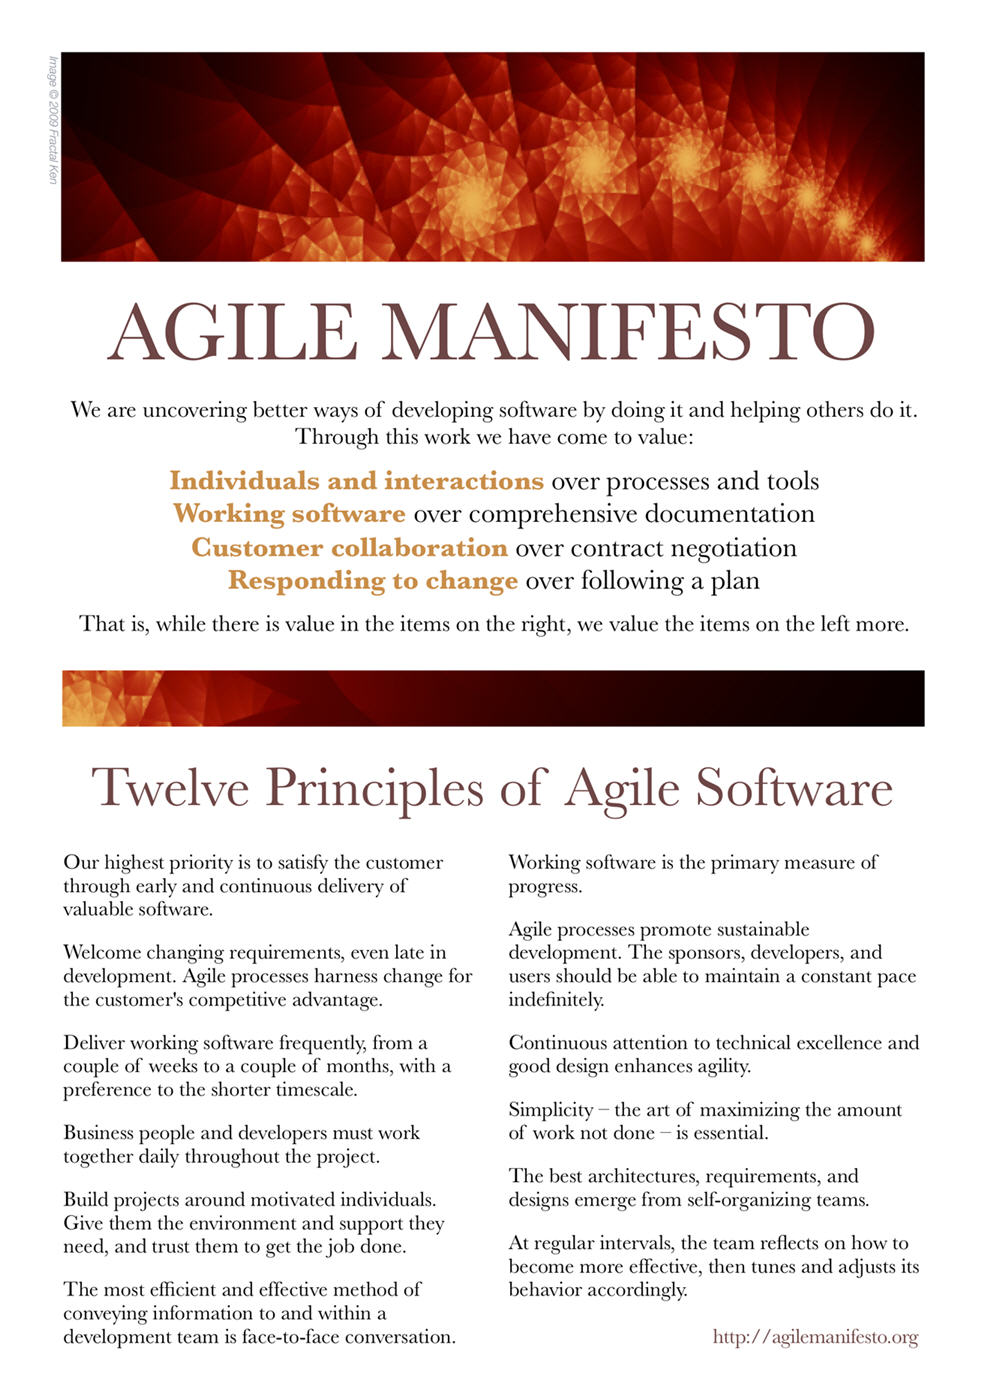 Image © 2009 Fractal Ken
AGILE MANIFESTO
We are uncovering better ways of developing software by doing it and helping others do it.
Through this work we have come to value:
Individuals and interactions over processes and tools
Working software over comprehensive documentation
Customer collaboration over contract negotiation
Responding to change over following a plan
That is, while there is value in the items on the right, we value the items on the left more.
Twelve Principles of Agile Software
Our highest priority is to satisfy the customer
through early and continuous delivery of
valuable software.
Welcome changing requirements, even late in
development. Agile processes harness change for
the customer's competitive advantage.
Deliver working software frequently, from a
couple of weeks to a couple of months, with a
preference to the shorter timescale.
Business people and developers must work
together daily throughout the project.
Build projects around motivated individuals.
Give them the environment and support they
need, and trust them to get the job done.
The most efficient and effective method of
conveying information to and within a
development team is face-to-face conversation.
Working software is the primary measure of
progress.
Agile processes promote sustainable
development. The sponsors, developers, and
users should be able to maintain a constant pace
indefinitely.
Continuous attention to technical excellence and
good design enhances agility.
Simplicity – the art of maximizing the amount
of work not done – is essential.
The best architectures, requirements, and
designs emerge from self-organizing teams.
At regular intervals, the team reflects on how to
become more effective, then tunes and adjusts its
behavior accordingly.
http://agilemanifesto.org